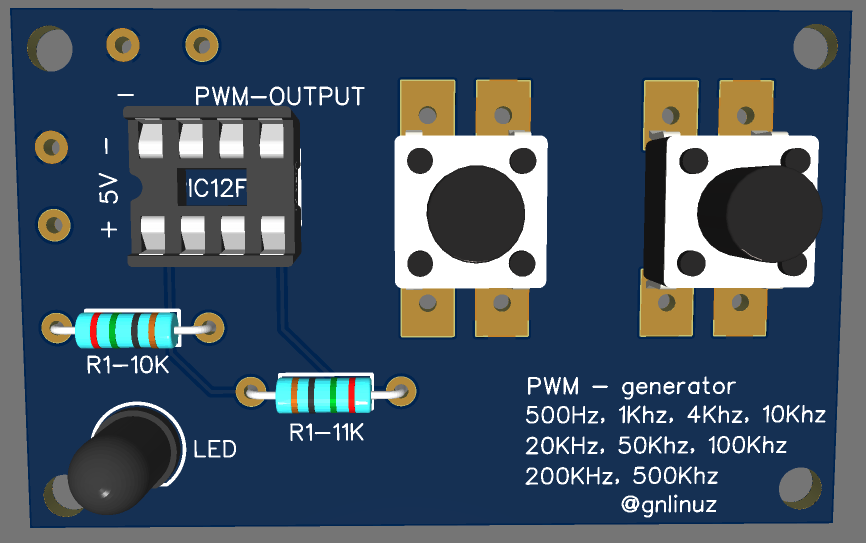 −
PWM−OUTPUT
−
+ 5V
IC12F
R1−10K
R1−11K
LED
PWM − generator
500Hz, 1Khz, 4Khz, 10Khz
20KHz, 50Khz, 100Khz
200KHz, 500Khz
@gnlinuz